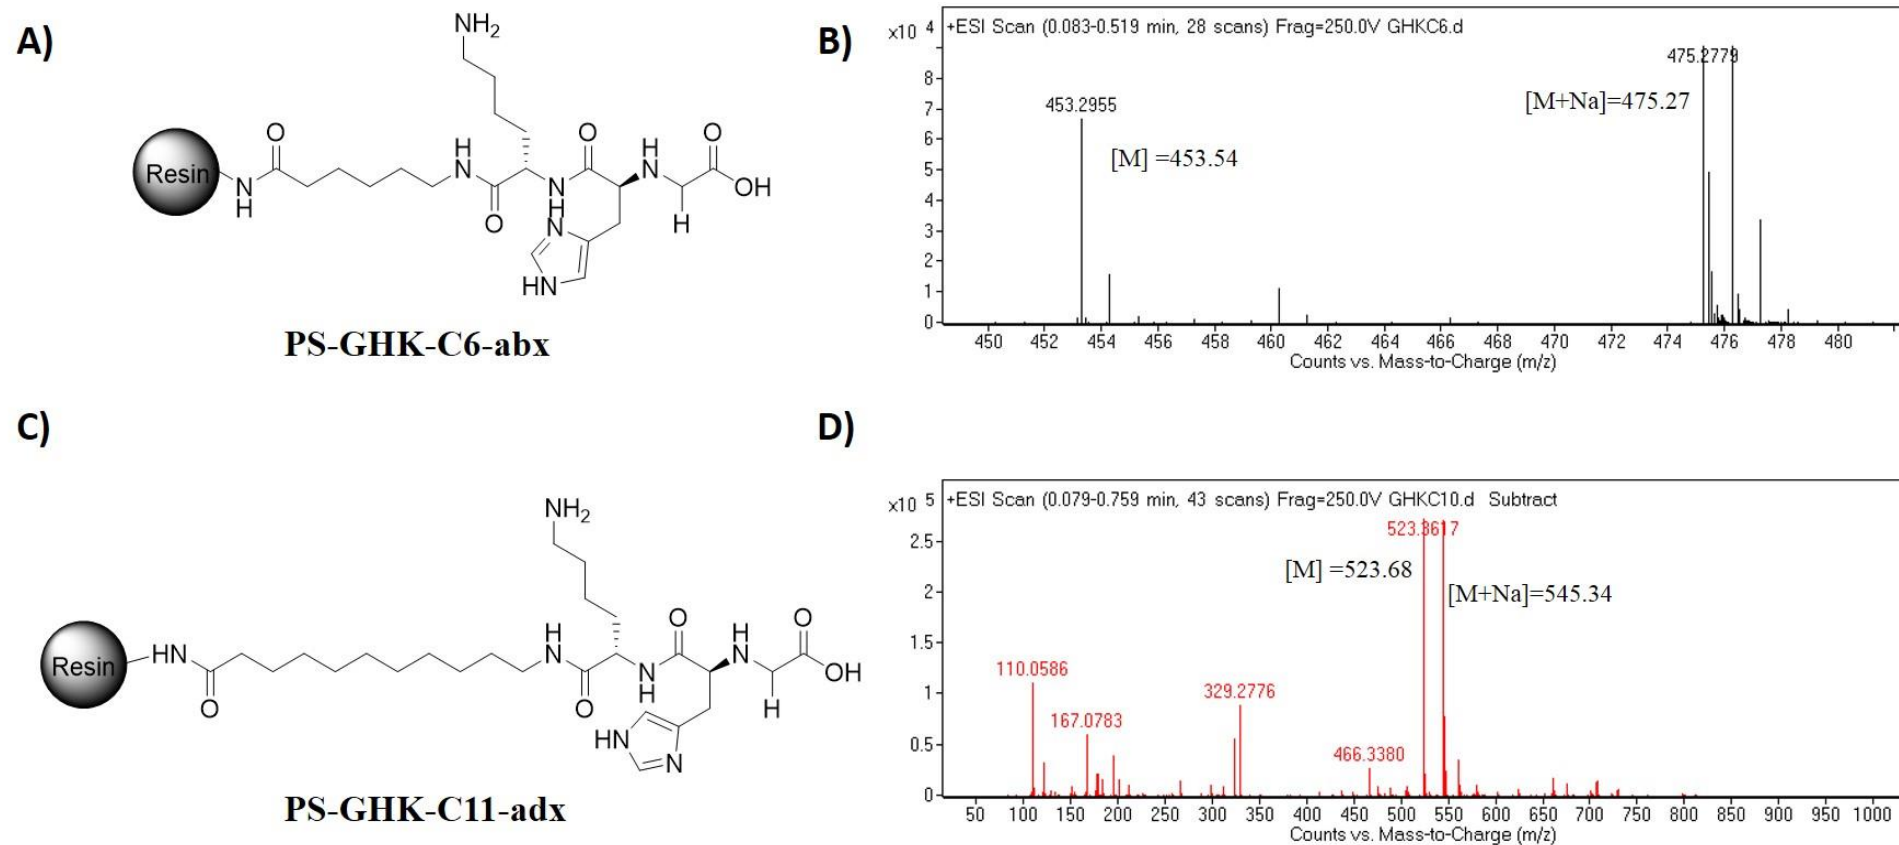 A)
NH2
O
H
N
O
H
N
O
Resin
N
H
O
N
H
OH
H
N
HN
PS-GHK-C6-abx
B)
x10 4
+ESI Scan (0.083-0.519 min, 28 scans) Frag=250.0V GHKC6.d
475.2779
[M+Na]=475.27
453.2955
[M] =453.54
8
7
6
5
4
3
2
1
0
450 452 454 456 458 460 462 464 466 468 470 472 474 476 478 480
Counts vs. Mass-to-Charge (m/z)
C)
NH2
Resin
HN
O
H
N
O
N
H
O
H
N
O
OH
H
HN
N
PS-GHK-C11-adx
D)
x10 5
+ESI Scan (0.079-0.759 min, 43 scans) Frag=250.0V GHKC10.d Subtract
523.3617
[M] =523.68
[M+Na]=545.34
110.0586
329.2776
167.0783
466.3380
2.5
2
1.5
1
0.5
0
50 100 150 200 250 300 350 400 450 500 550 600 650 700 750 800 850 900 950 1000
Counts vs. Mass-to-Charge (m/z)